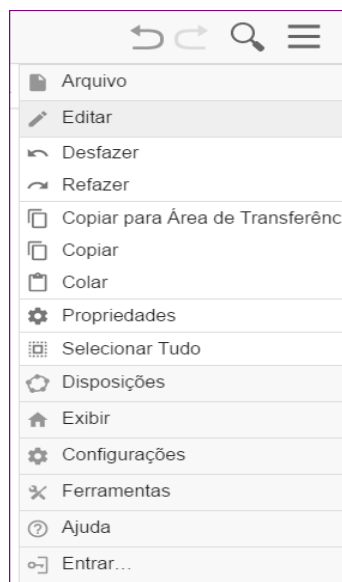 Arquivo
Editar
Desfazer
Refazer
Copiar para Área de Transferênc
Copiar
Colar
Propriedades
Selecionar Tudo
Disposições
Exibir
Configurações
Ferramentas
Ajuda
Entrar...